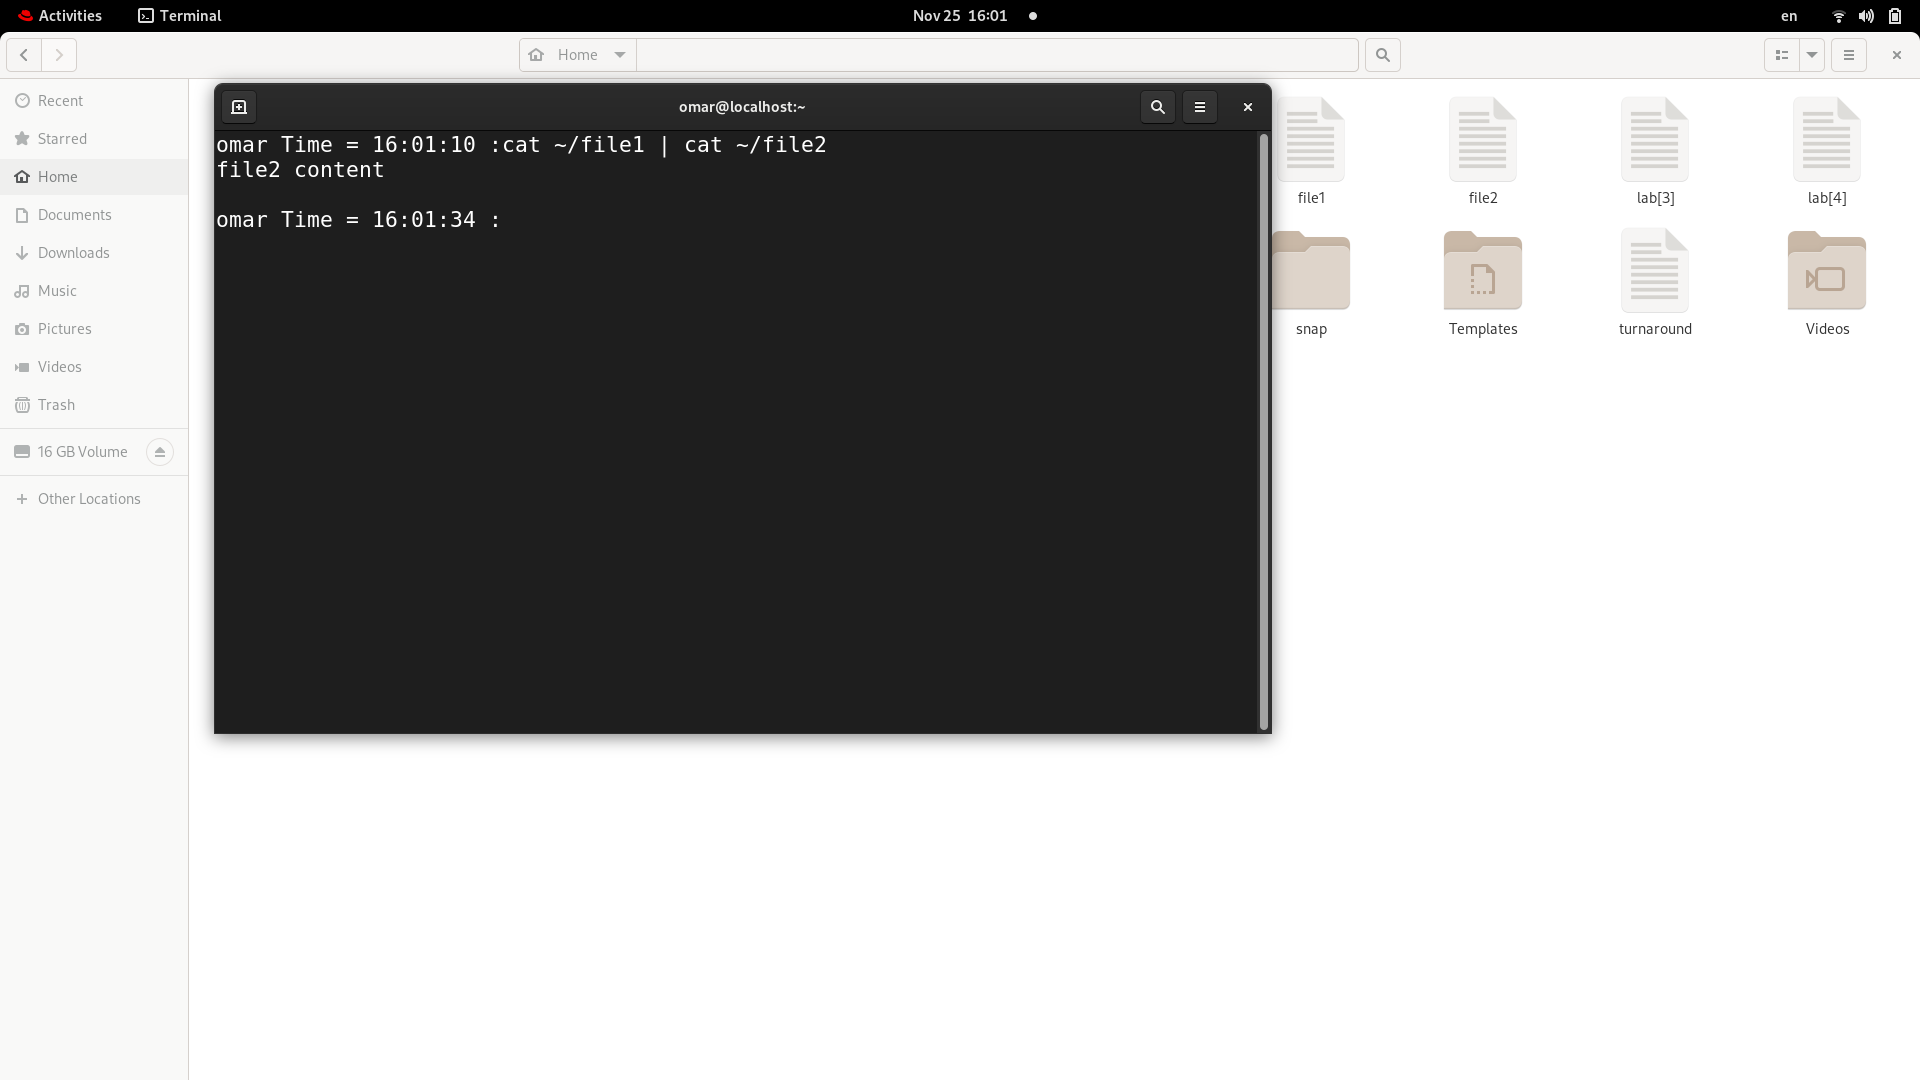 Activities
Terminal
Nov 25 16:01
en
Home
Recent
Starred
Home
Documents
Downloads
Music
Pictures
Videos
Trash
16 GB Volume
Other Locations
omar@localhost:~
omar Time = 16:01:10 :cat ~/file1 | cat ~/file2
file2 content
omar Time = 16:01:34 :
file1
file2
lab[3]
lab[4]
snap
Templates
turnaround
Videos